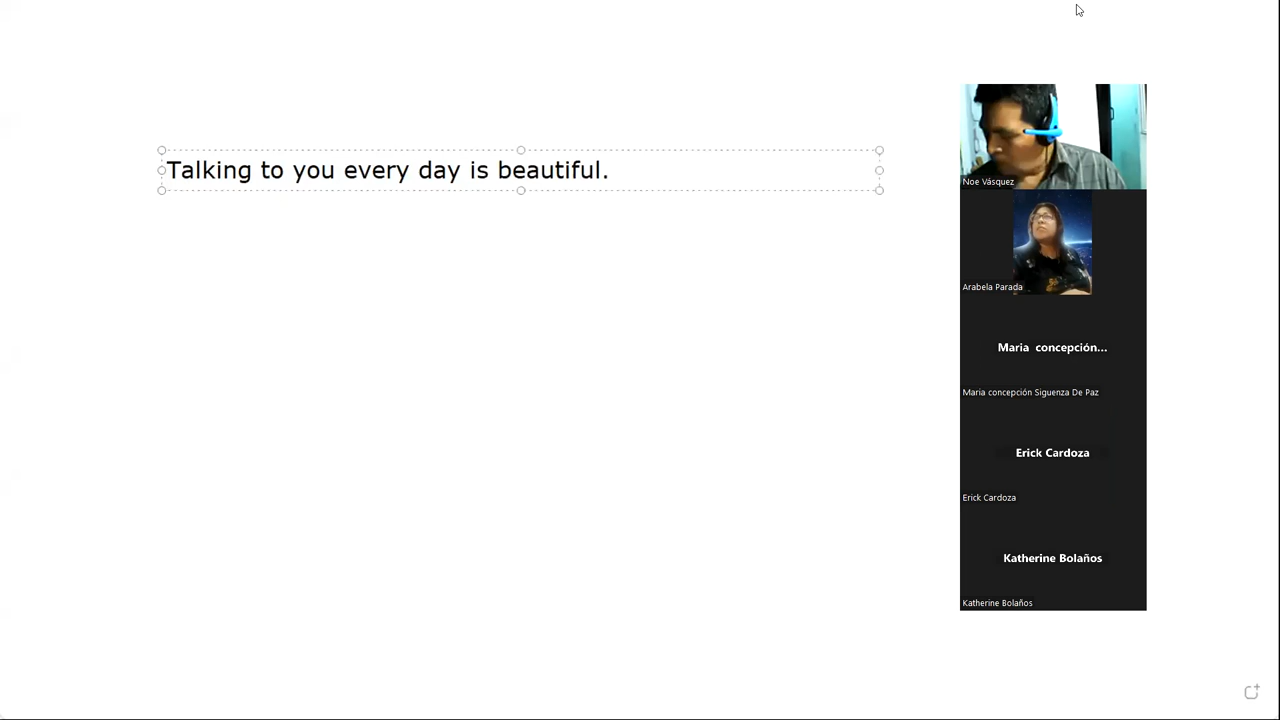 Talking to you every day is beautiful.
Noe Vásquez
Arabela Parada
Maria concepción...
Maria concepción Siguenza De Paz
Erick Cardoza
Erick Cardoza
Katherine Bolaños
Katherine Bolaños